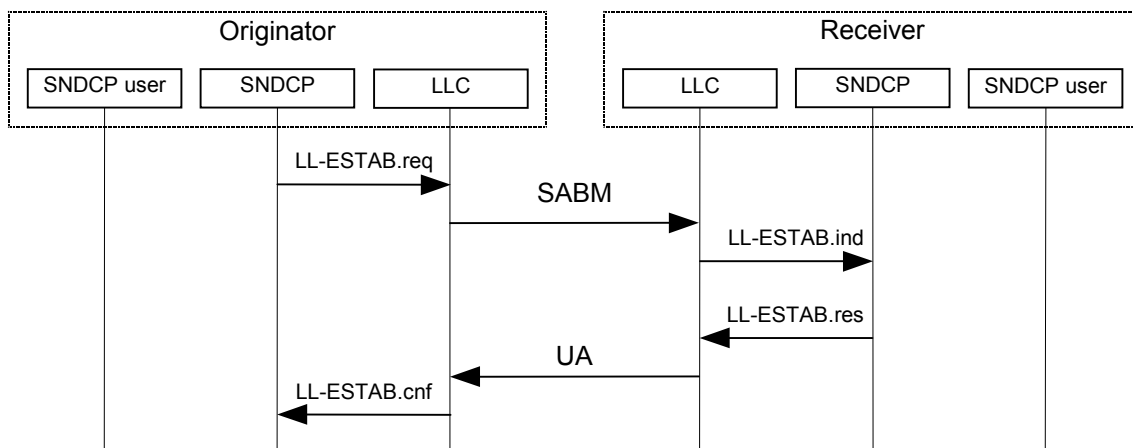 Originator
Receiver
SNDCP user
SNDCP
LLC
LLC
SNDCP
SNDCP user
LL-ESTAB.req
SABM
LL-ESTAB.ind
LL-ESTAB.res
UA
LL-ESTAB.cnf